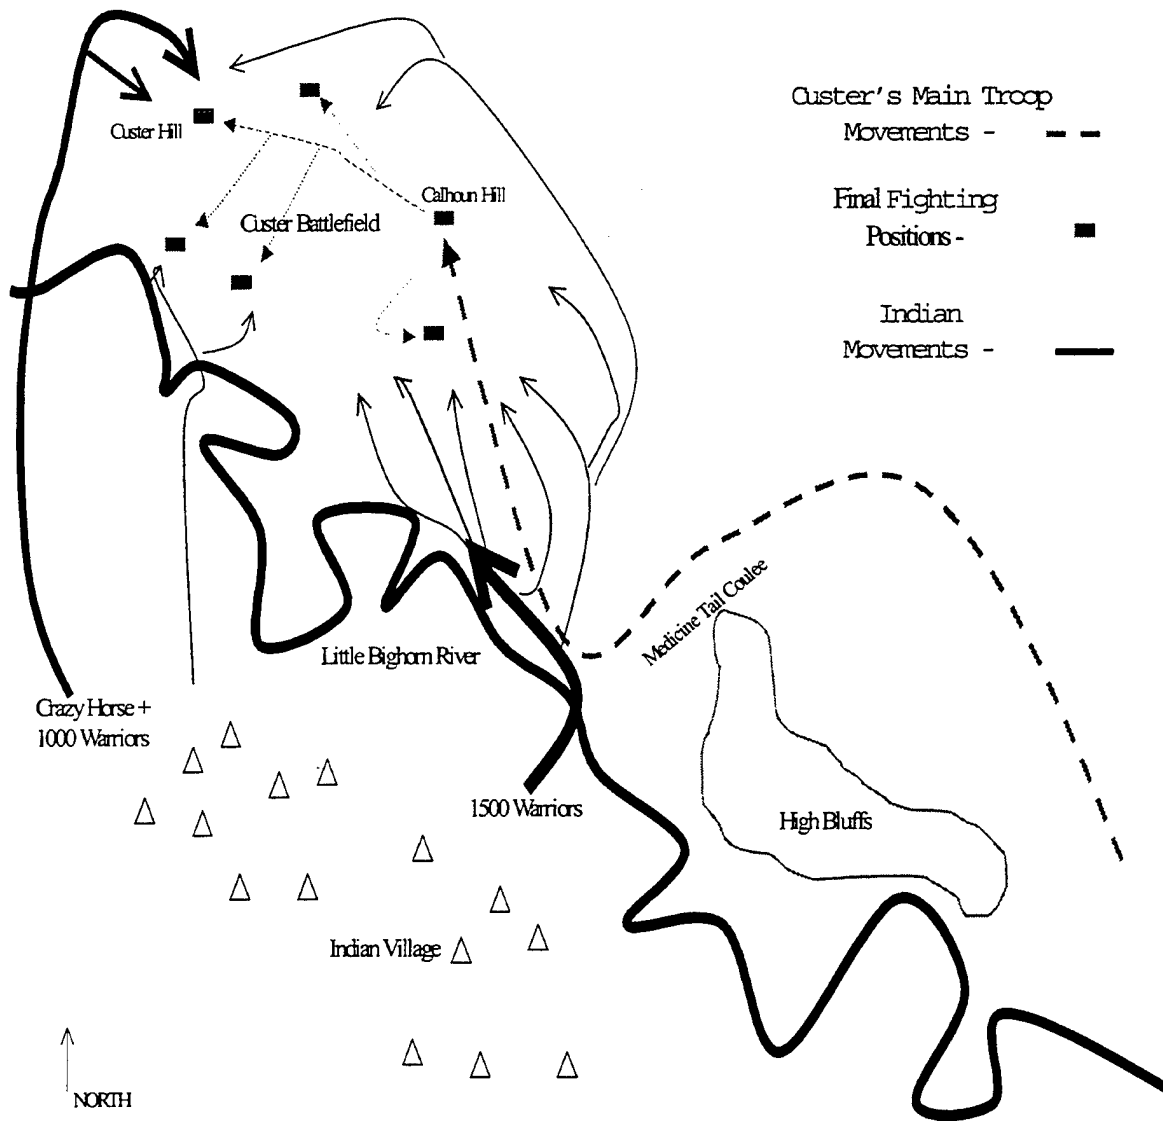 Custer's Main Troop
Movements -
Custer Hill
Calhoun Hill
Final Fighting
Positions -
Custer Battlefield
Indian
Movements -
Medicine Tail Coulee
Little Bighorn River
Crazy Horse +
1000 Warriors
1500 Warriors
High Bluffs
Indian Village
NORTH